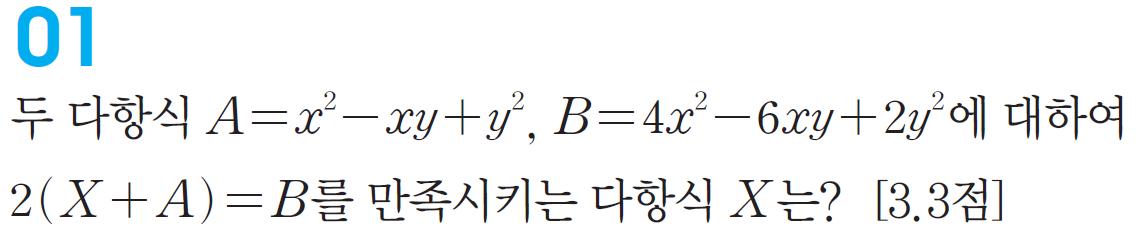 01
두 다항식 A=x²-xy+y², B=4x²-6xy+2y²에 대하여
2(X+A)=B를 만족시키는 다항식 X는? [3.3점]